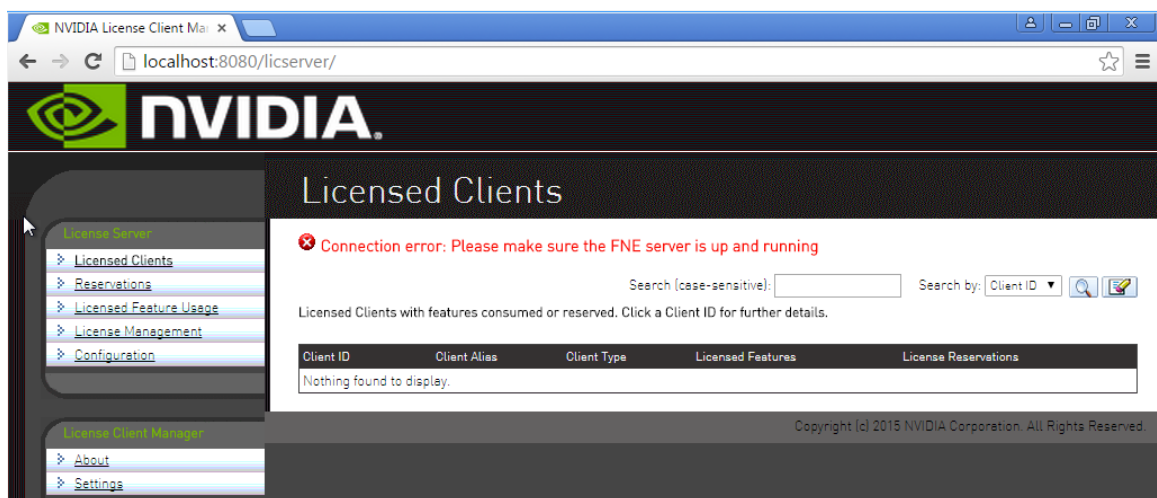 NVIDIA License Client Mar
localhost:8080/licserver/
NVIDIA.
Licensed Clients
License Server
Licensed Clients
Reservations
Licensed Feature Usage
License Management
Configuration
Connection error: Please make sure the FNE server is up and running
Search (case-sensitive): Search by: Client ID
Licensed Clients with features consumed or reserved. Click a Client ID for further details.
Client ID Client Alias Client Type Licensed Features License Reservations
Nothing found to display.
Copyright (c) 2015 NVIDIA Corporation. All Rights Reserved.
License Client Manager
About
Settings